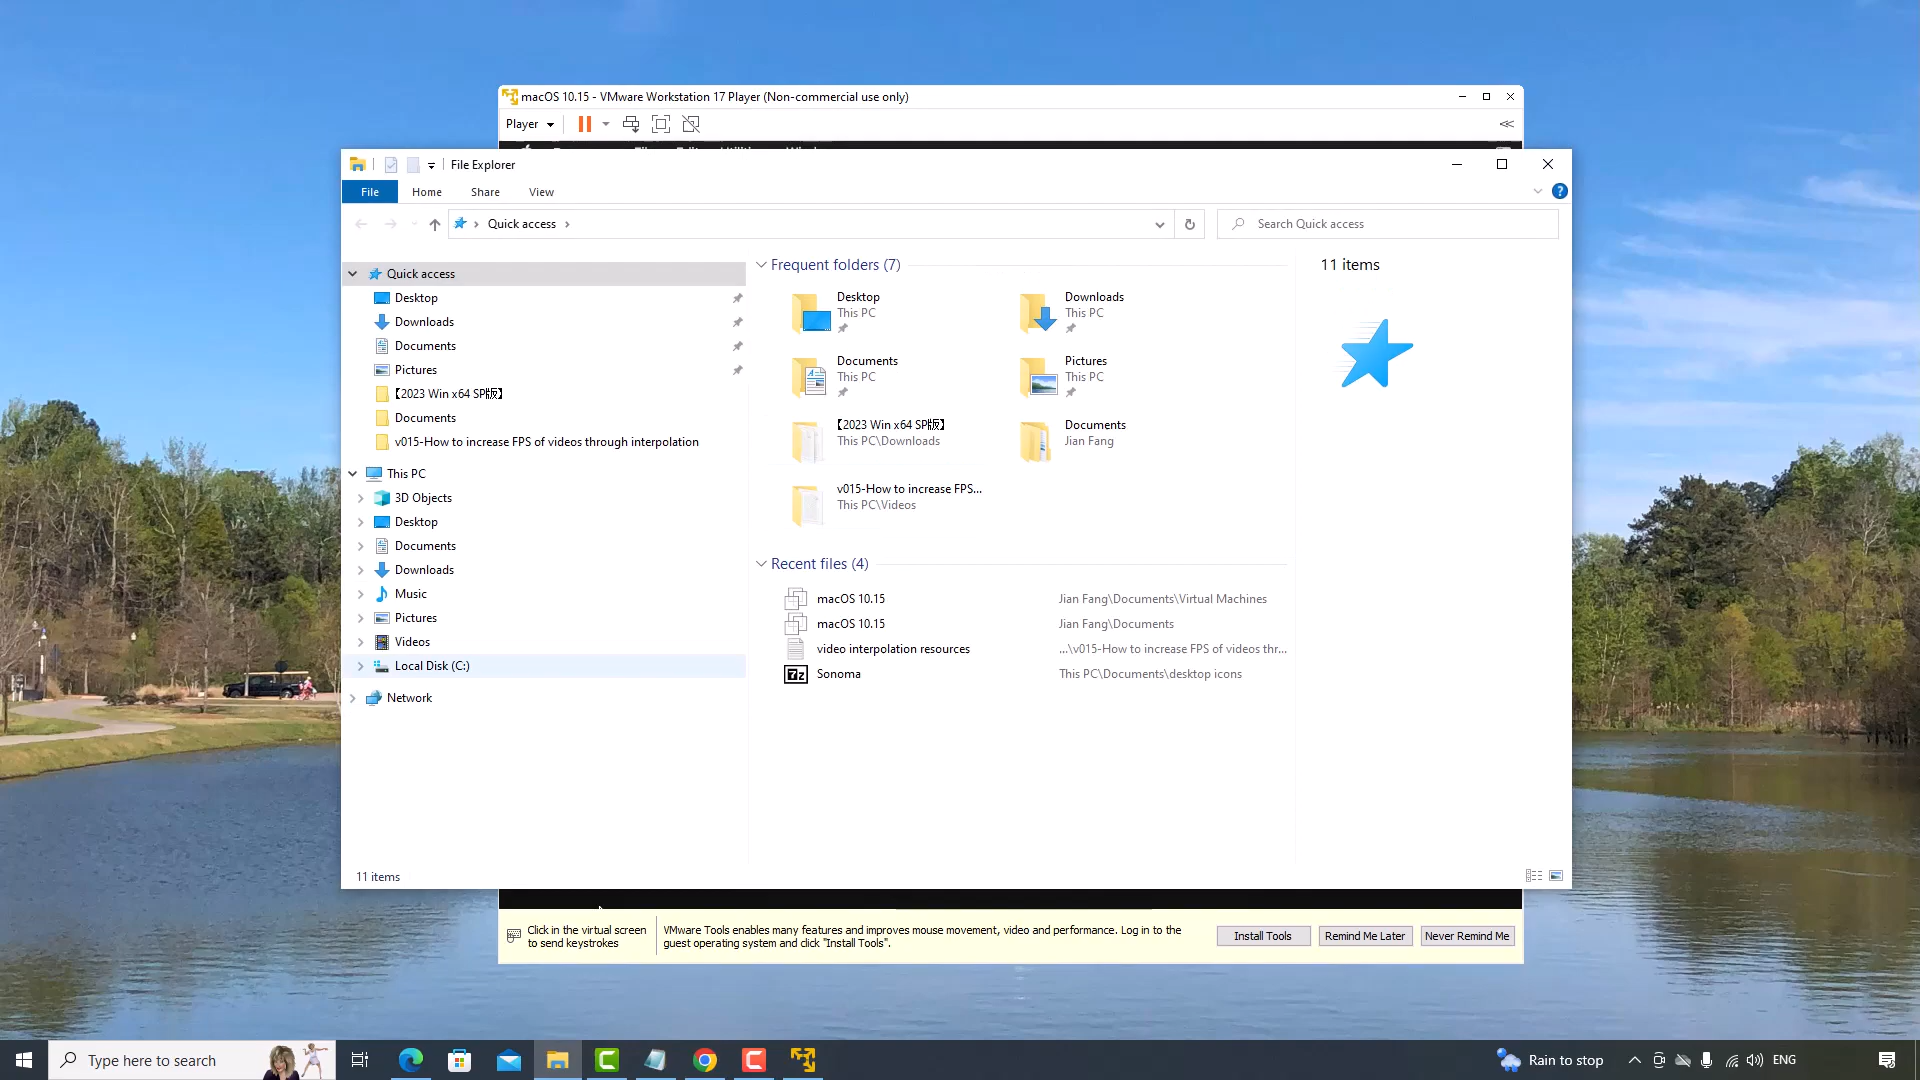 macOS 10.15 - VMware Workstation 17 Player (Non-commercial use only)
Player
File Explorer
File
Home
Share
View
Quick access
Search Quick access
Quick access
Desktop
Downloads
Documents
Pictures
【2023 Win x64 SP版】
Documents
v015-How to increase FPS of videos through interpolation
This PC
3D Objects
Desktop
Documents
Downloads
Music
Pictures
Videos
Local Disk (C:)
Network
Frequent folders (7)
Desktop
This PC
Downloads
This PC
Documents
This PC
Pictures
This PC
【2023 Win x64 SP版】
This PC\Downloads
Documents
Jian Fang
v015-How to increase FPS...
This PC\Videos
Recent files (4)
macOS 10.15 Jian Fang\Documents\Virtual Machines
macOS 10.15 Jian Fang\Documents
video interpolation resources ...\v015-How to increase FPS of videos thr...
Sonoma This PC\Documents\desktop icons
11 items
11 items
Click in the virtual screen
to send keystrokes
VMware Tools enables many features and improves mouse movement, video and performance. Log in to the
guest operating system and click "Install Tools".
Install Tools
Remind Me Later
Never Remind Me
Type here to search
Rain to stop
ENG